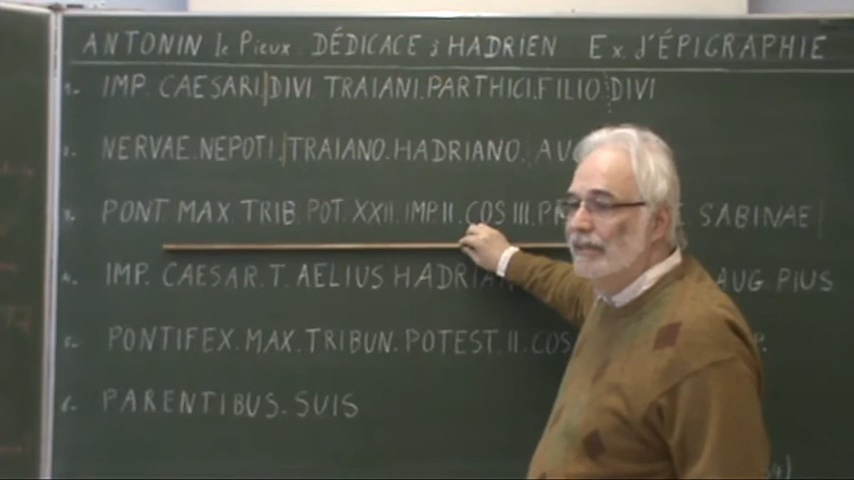 ANTONIN le Pieux : DÉDICACE à HADRIEN Ex. d'ÉPIGRAPHIE
1. IMP. CAESARI DIVI. TRAIANI. PARTHICI. FILIO DIVI
2. NERVAE. NEPOTI. TRAIANO. HADRIANO.
3. PONT MAX. TRIB. POT. XXII. IMP II. COS III. SABINAE
4. IMP. CAESAR. T. AELIUS AUG PIUS
5. PONTIFEX. MAX. TRIBUN. POTEST. II. COS
6. PARENTIBUS. SUIS